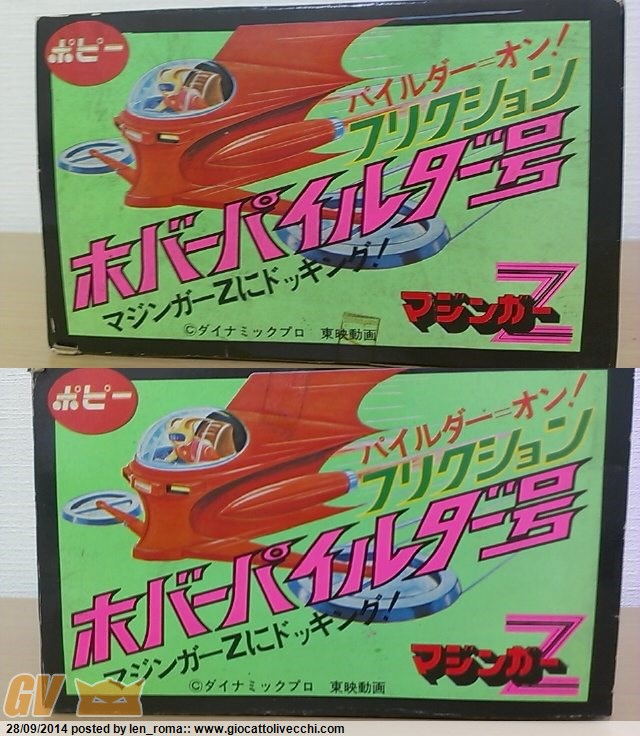 ポピー
パイルダー=オン!
フリクション
ホバーパイルダー号
マジンガーZにドッキング!
©ダイナミックプロ 東映動画
マジンガーZ
ポピー
パイルダー=オン!
フリクション
ホバーパイルダー号
マジンガーZにドッキング!
©ダイナミックプロ 東映動画
マジンガーZ
GV
28/09/2014 posted by len_roma:: www.giocattolivecchi.com